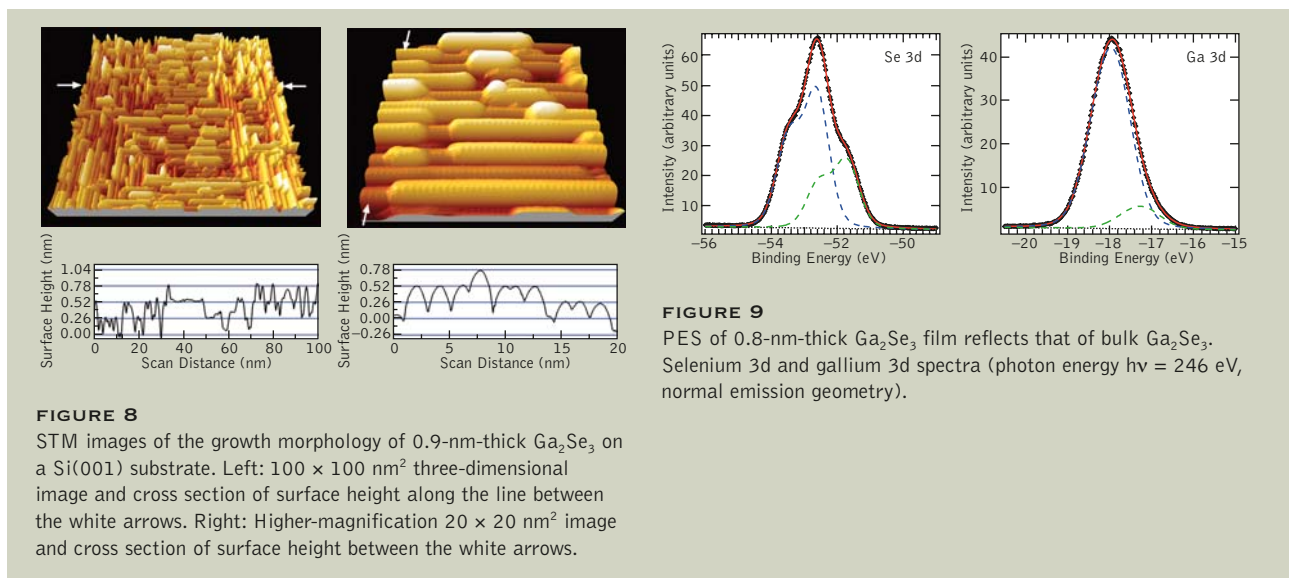 Surface Height (nm)
1.04
0.78
0.52
0.26
0.00
0 20 40 60 80 100
Scan Distance (nm)
Surface Height (nm)
0.78
0.52
0.26
0.00
−0.26
0 5 10 15 20
Scan Distance (nm)
FIGURE 8
STM images of the growth morphology of 0.9-nm-thick Ga₂Se₃ on
a Si(001) substrate. Left: 100 × 100 nm² three-dimensional
image and cross section of surface height along the line between
the white arrows. Right: Higher-magnification 20 × 20 nm² image
and cross section of surface height between the white arrows.
Intensity (arbitrary units)
60
50
40
30
20
10
Se 3d
−56 −54 −52 −50
Binding Energy (eV)
Intensity (arbitrary units)
40
30
20
10
Ga 3d
−20 −19 −18 −17 −16 −15
Binding Energy (eV)
FIGURE 9
PES of 0.8-nm-thick Ga₂Se₃ film reflects that of bulk Ga₂Se₃.
Selenium 3d and gallium 3d spectra (photon energy hν = 246 eV,
normal emission geometry).